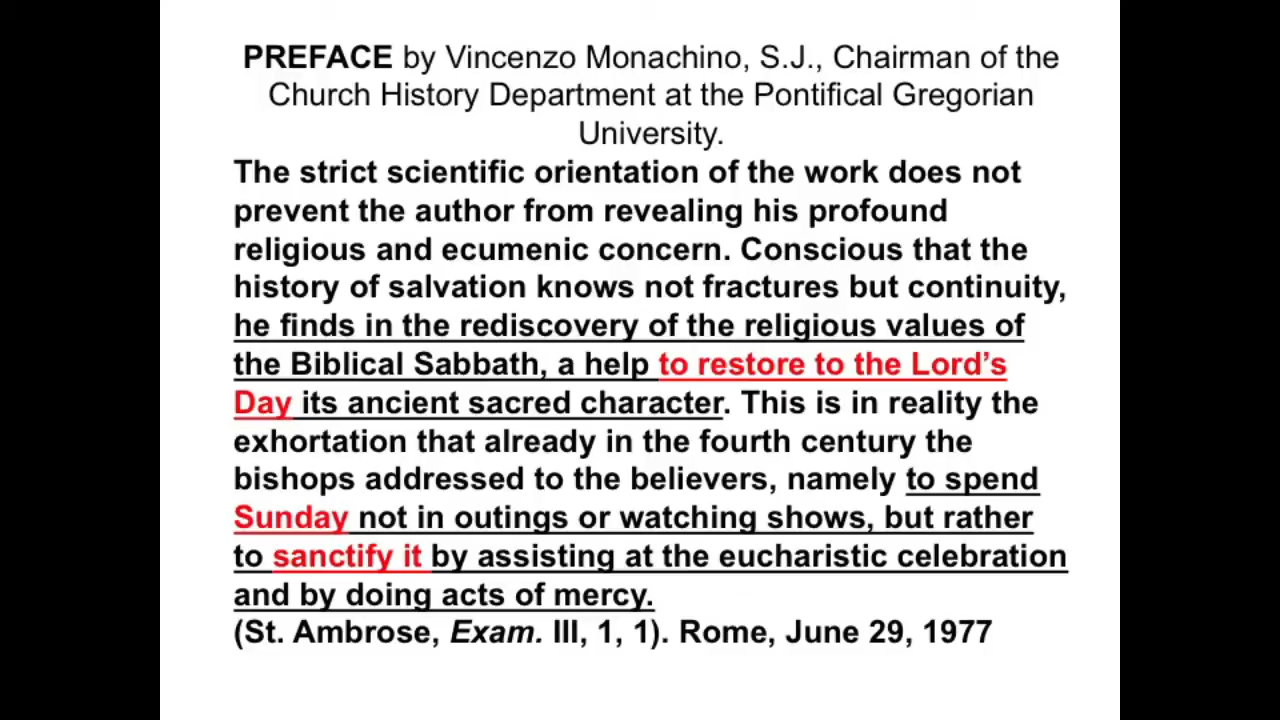 PREFACE by Vincenzo Monachino, S.J., Chairman of the
Church History Department at the Pontifical Gregorian
University.
The strict scientific orientation of the work does not
prevent the author from revealing his profound
religious and ecumenic concern. Conscious that the
history of salvation knows not fractures but continuity,
he finds in the rediscovery of the religious values of
the Biblical Sabbath, a help to restore to the Lord’s
Day its ancient sacred character. This is in reality the
exhortation that already in the fourth century the
bishops addressed to the believers, namely to spend
Sunday not in outings or watching shows, but rather
to sanctify it by assisting at the eucharistic celebration
and by doing acts of mercy.
(St. Ambrose, Exam. III, 1, 1). Rome, June 29, 1977